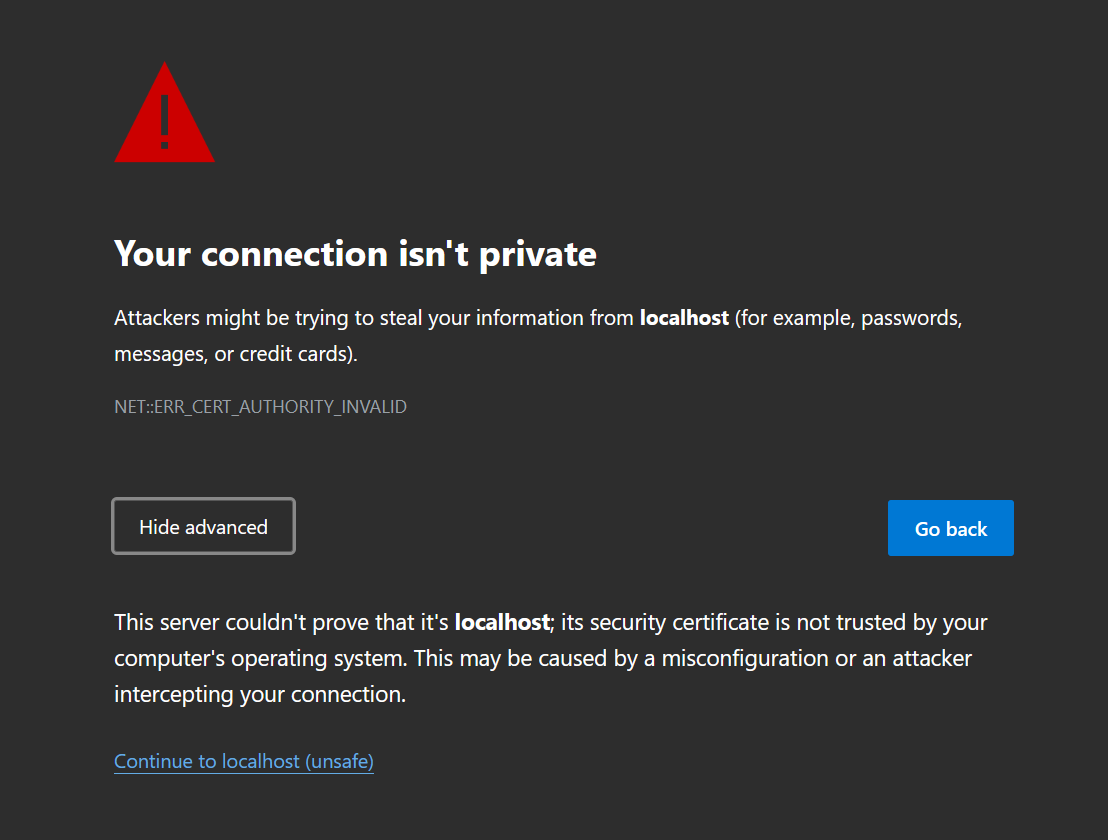 Your connection isn't private
Attackers might be trying to steal your information from localhost (for example, passwords,
messages, or credit cards).
NET::ERR_CERT_AUTHORITY_INVALID
Hide advanced
Go back
This server couldn't prove that it's localhost; its security certificate is not trusted by your
computer's operating system. This may be caused by a misconfiguration or an attacker
intercepting your connection.
Continue to localhost (unsafe)